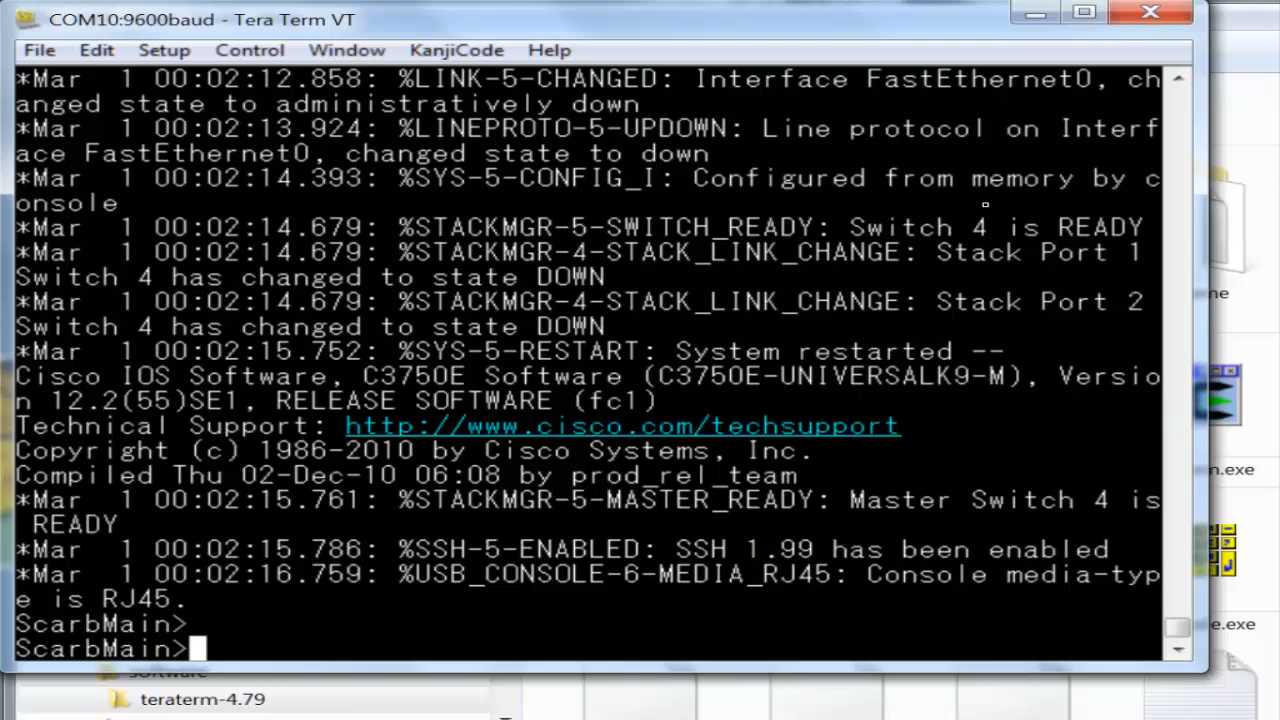 COM10:9600baud - Tera Term VT
File Edit Setup Control Window KanjiCode Help
*Mar 1 00:02:12.858: %LINK-5-CHANGED: Interface FastEthernet0, ch
anged state to administratively down
*Mar 1 00:02:13.924: %LINEPROTO-5-UPDOWN: Line protocol on Interf
ace FastEthernet0, changed state to down
*Mar 1 00:02:14.393: %SYS-5-CONFIG_I: Configured from memory by c
onsole
*Mar 1 00:02:14.679: %STACKMGR-5-SWITCH_READY: Switch 4 is READY
*Mar 1 00:02:14.679: %STACKMGR-4-STACK_LINK_CHANGE: Stack Port 1
Switch 4 has changed to state DOWN
*Mar 1 00:02:14.679: %STACKMGR-4-STACK_LINK_CHANGE: Stack Port 2
Switch 4 has changed to state DOWN
*Mar 1 00:02:15.752: %SYS-5-RESTART: System restarted --
Cisco IOS Software, C3750E Software (C3750E-UNIVERSALK9-M), Versio
n 12.2(55)SE1, RELEASE SOFTWARE (fc1)
Technical Support: http://www.cisco.com/techsupport
Copyright (c) 1986-2010 by Cisco Systems, Inc.
Compiled Thu 02-Dec-10 06:08 by prod_rel_team
*Mar 1 00:02:15.761: %STACKMGR-5-MASTER_READY: Master Switch 4 is
READY
*Mar 1 00:02:15.786: %SSH-5-ENABLED: SSH 1.99 has been enabled
*Mar 1 00:02:16.759: %USB_CONSOLE-6-MEDIA_RJ45: Console media-typ
e is RJ45.
ScarbMain>
ScarbMain>
software
teraterm-4.79